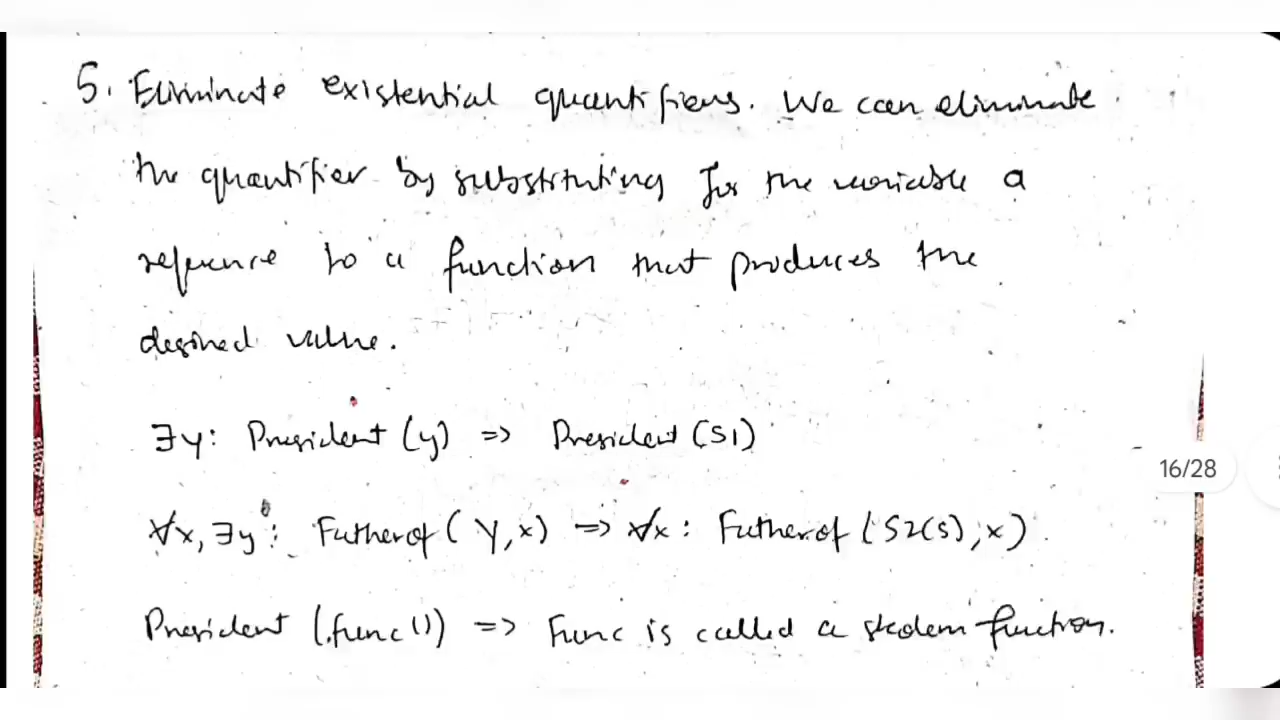 5. Eliminate existential quantifiers. We can eliminate
the quantifier by substituting for the variable a
reference to a function that produces the
desired value.
∃y: President (y) => President (S1)
16/28
∀x, ∃y: Fatherof (Y, x) => ∀x: Fatherof (S2(S), x).
President (func()) => Func is called a skolem function.